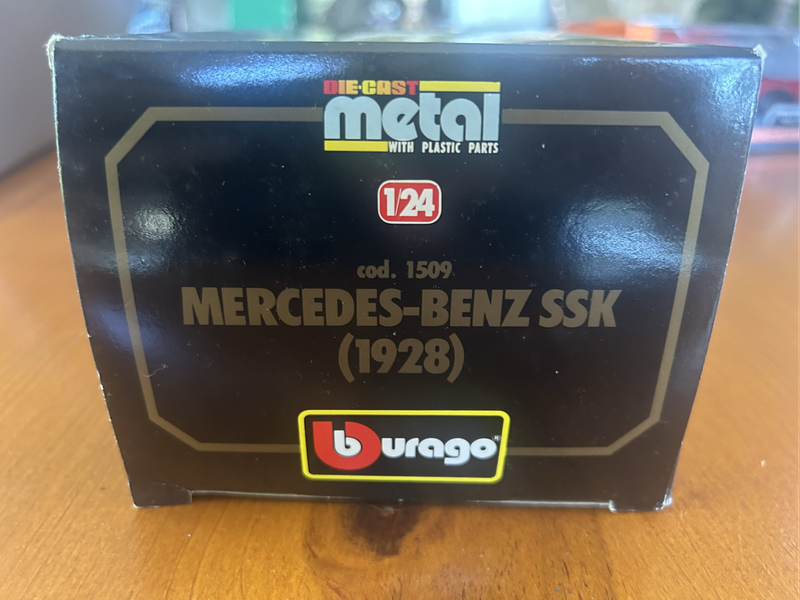 DIE-CAST
metal
WITH PLASTIC PARTS
1/24
cod. 1509
MERCEDES-BENZ SSK
(1928)
burago®